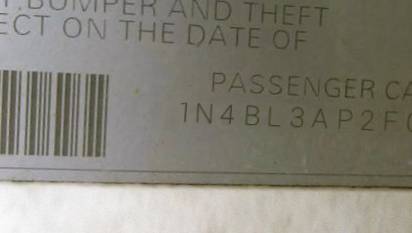 T, BUMPER AND THEFT
ECT ON THE DATE OF
PASSENGER CA
1N4BL3AP2F